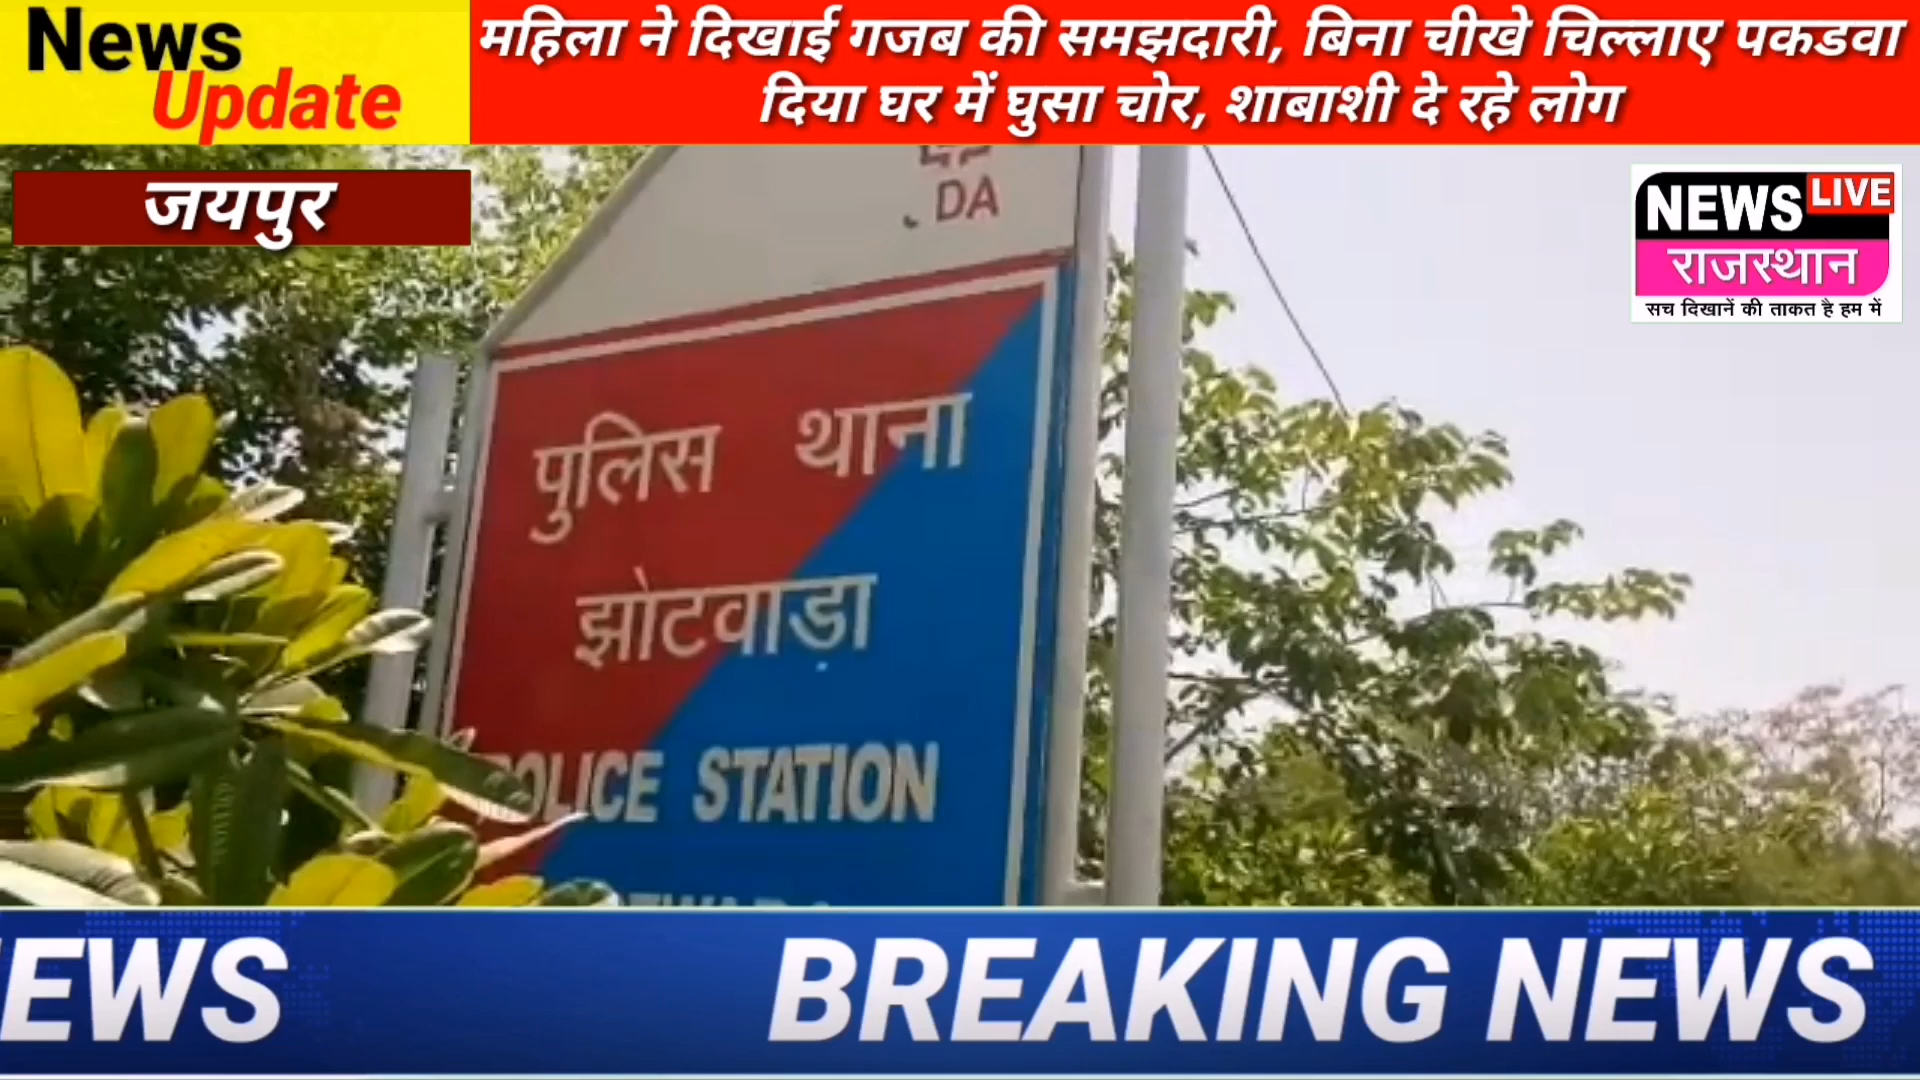 News
Update
महिला ने दिखाई गजब की समझदारी, बिना चीखे चिल्लाए पकडवा
दिया घर में घुसा चोर, शाबाशी दे रहे लोग
जयपुर
NEWS LIVE
राजस्थान
सच दिखानें की ताकत है हम में
DA
पुलिस थाना
झोटवाड़ा
POLICE STATION
EWS
BREAKING NEWS